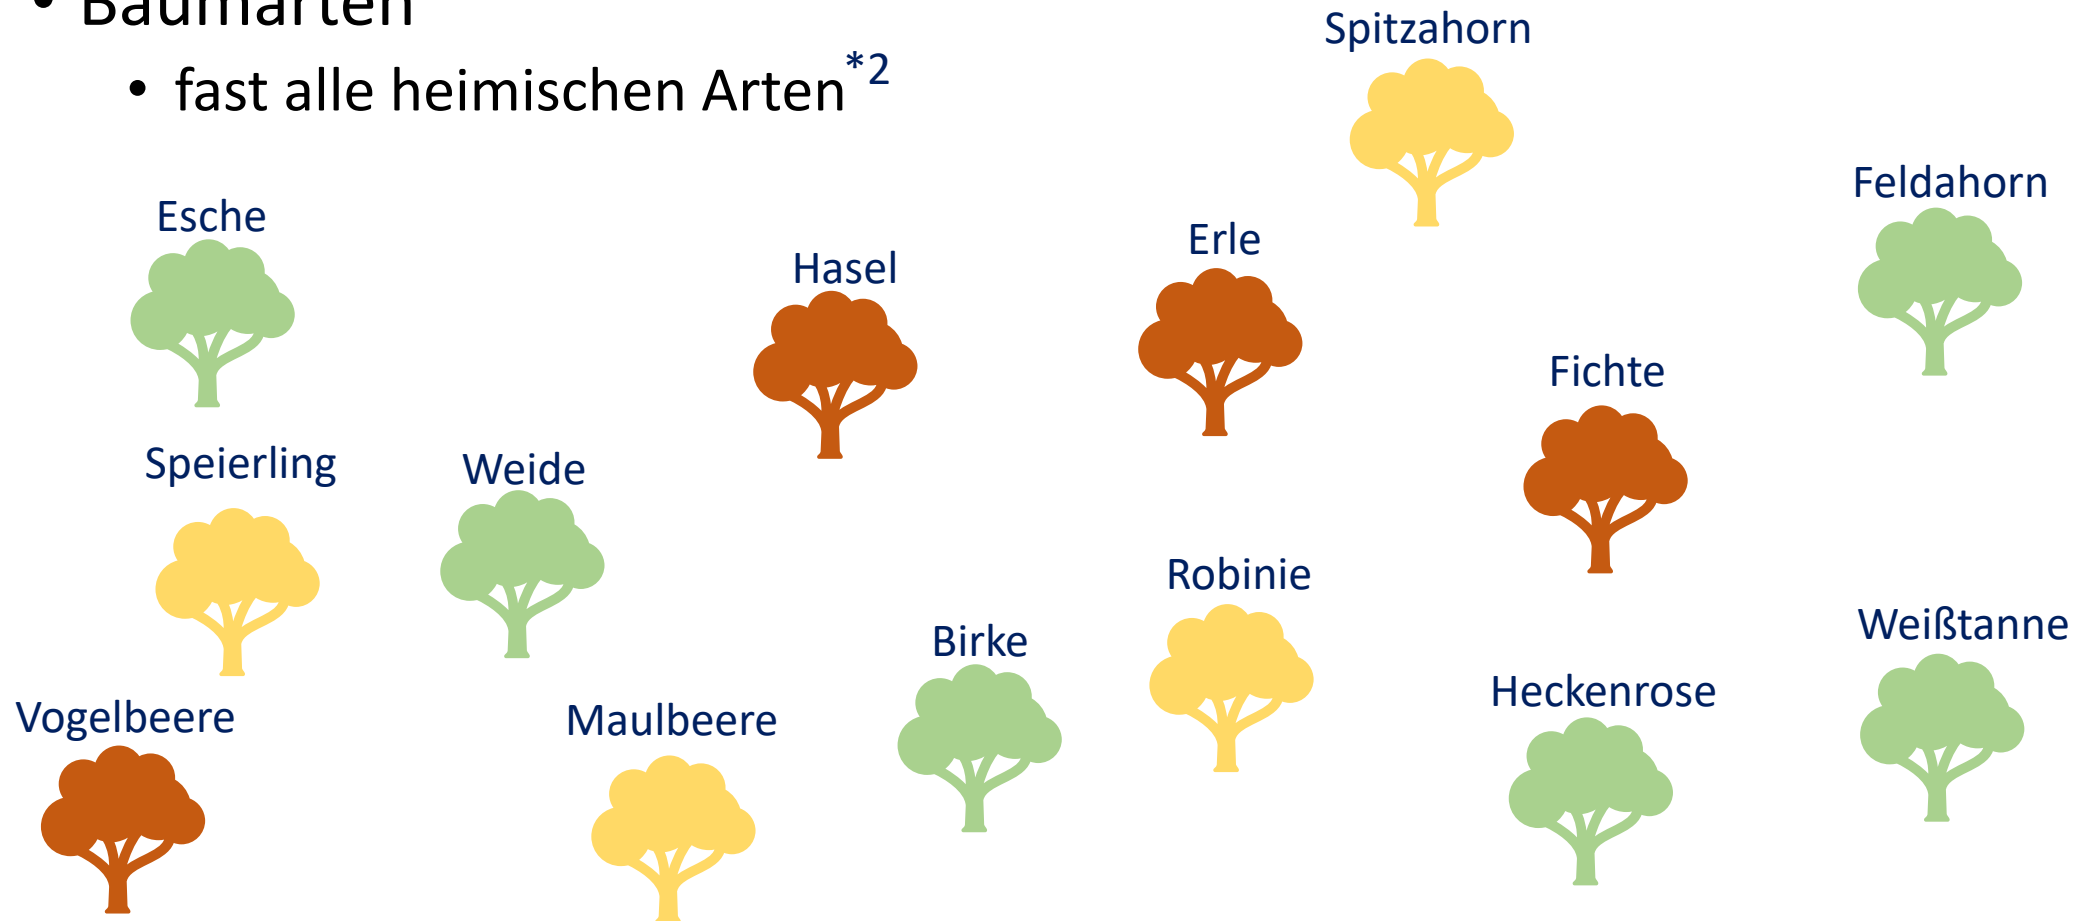 • Baumarten
• fast alle heimischen Arten*2
Spitzahorn
Feldahorn
Esche
Erle
Hasel
Fichte
Speierling
Weide
Robinie
Weißtanne
Birke
Heckenrose
Vogelbeere
Maulbeere